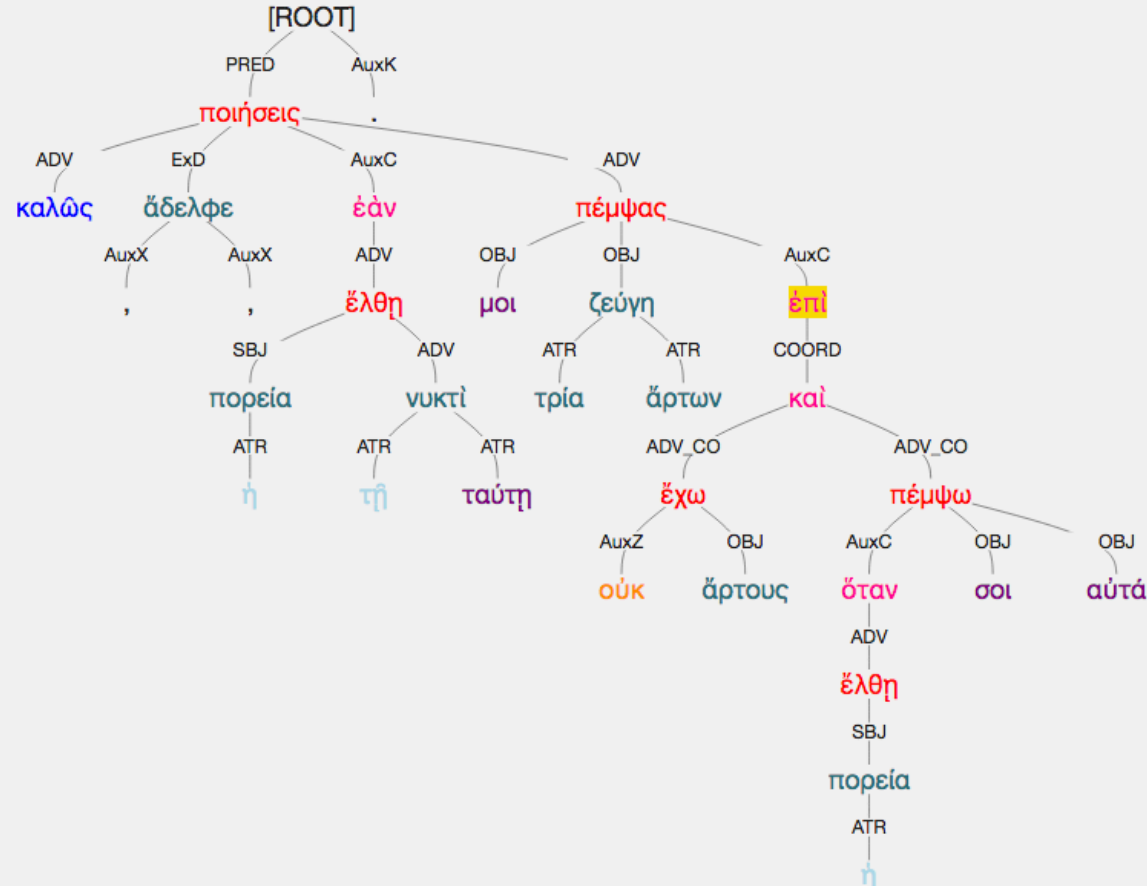 [ROOT]
PRED AuxK
ποιήσεις .
ADV ExD AuxC ADV
καλῶς ἄδελφε ἐὰν πέμψας
AuxX AuxX ADV OBJ OBJ AuxC
, , ἔλθῃ μοι ζεύγη ἐπὶ
SBJ ADV ATR ATR COORD
πορεία νυκτὶ τρία ἄρτων καὶ
ATR ATR ATR ADV_CO ADV_CO
ἡ τῇ ταύτῃ ἔχω πέμψω
AuxZ OBJ AuxC OBJ OBJ
οὐκ ἄρτους ὅταν σοι αὐτά
ADV
ἔλθῃ
SBJ
πορεία
ATR
ἡ